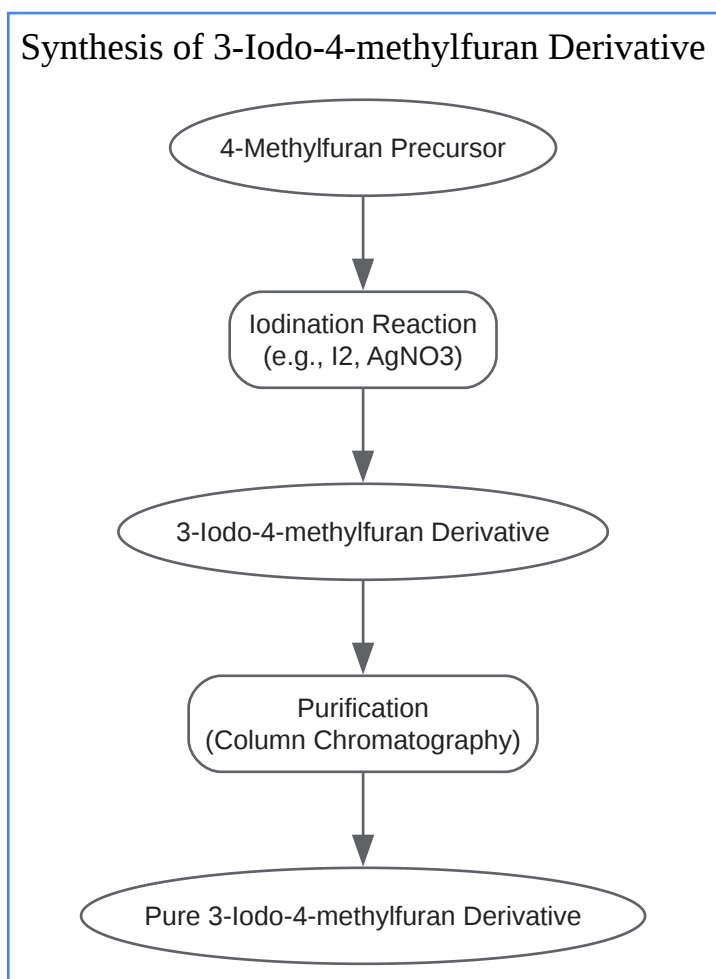 Synthesis of 3-Iodo-4-methylfuran Derivative
4-Methylfuran Precursor
Iodination Reaction
(e.g., I2, AgNO3)
3-Iodo-4-methylfuran Derivative
Purification
(Column Chromatography)
Pure 3-Iodo-4-methylfuran Derivative